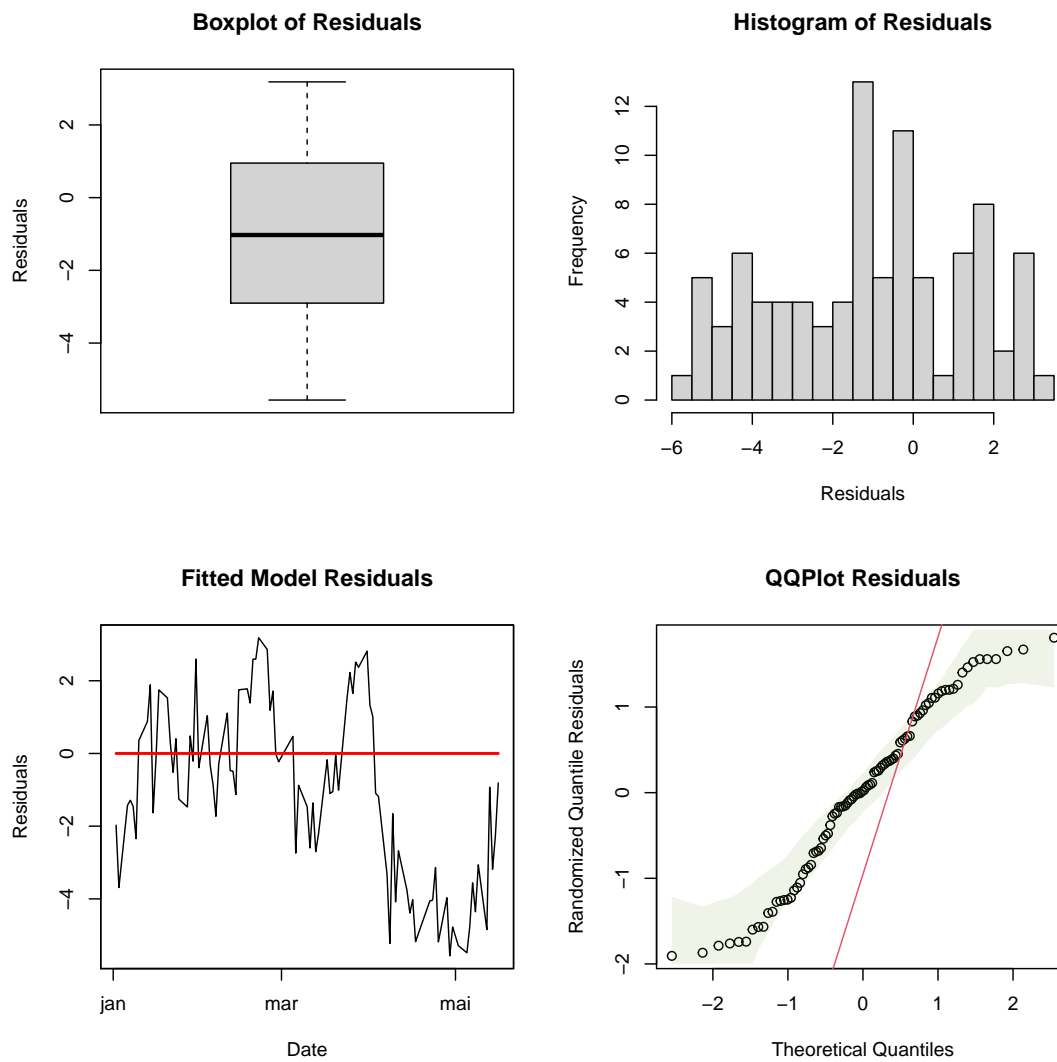 Boxplot of Residuals
Residuals
2
0
−2
−4
Histogram of Residuals
Frequency
12
10
8
6
4
2
0
−6
−4
−2
0
2
Residuals
Fitted Model Residuals
Residuals
2
0
−2
−4
jan
mar
mai
Date
QQPlot Residuals
Randomized Quantile Residuals
1
0
−1
−2
−2
−1
0
1
2
Theoretical Quantiles